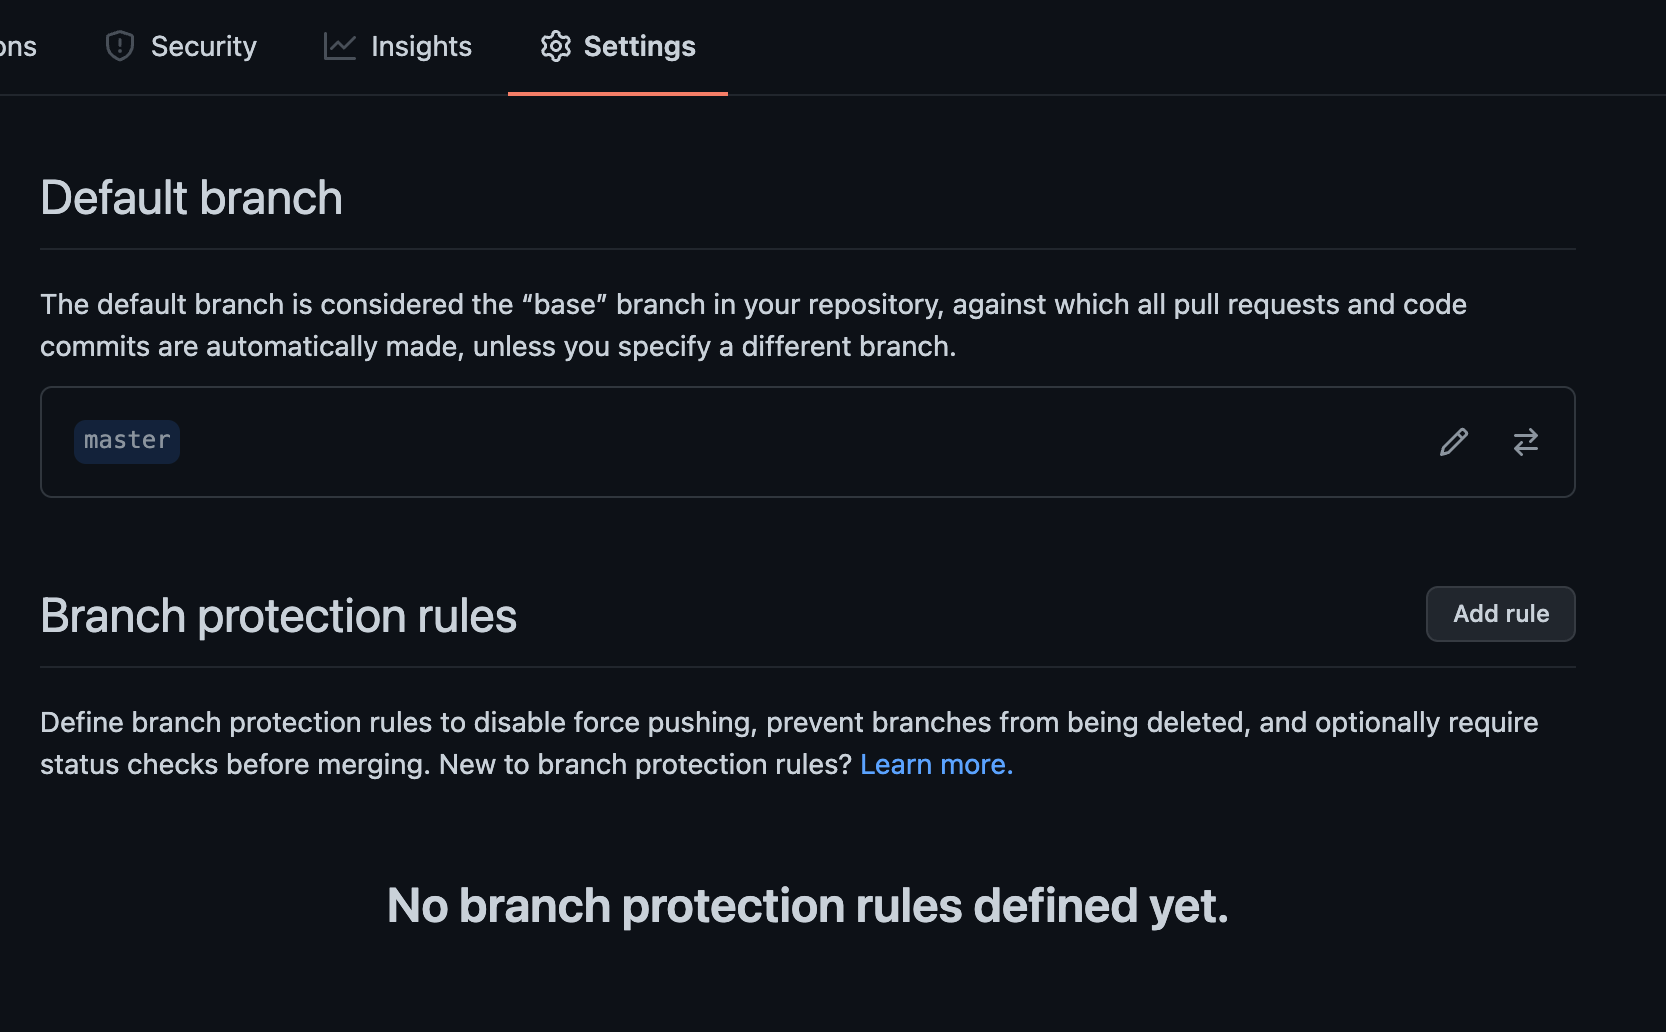 ons
Security
Insights
Settings
Default branch
The default branch is considered the “base” branch in your repository, against which all pull requests and code
commits are automatically made, unless you specify a different branch.
master
Branch protection rules
Add rule
Define branch protection rules to disable force pushing, prevent branches from being deleted, and optionally require
status checks before merging. New to branch protection rules? Learn more.
No branch protection rules defined yet.